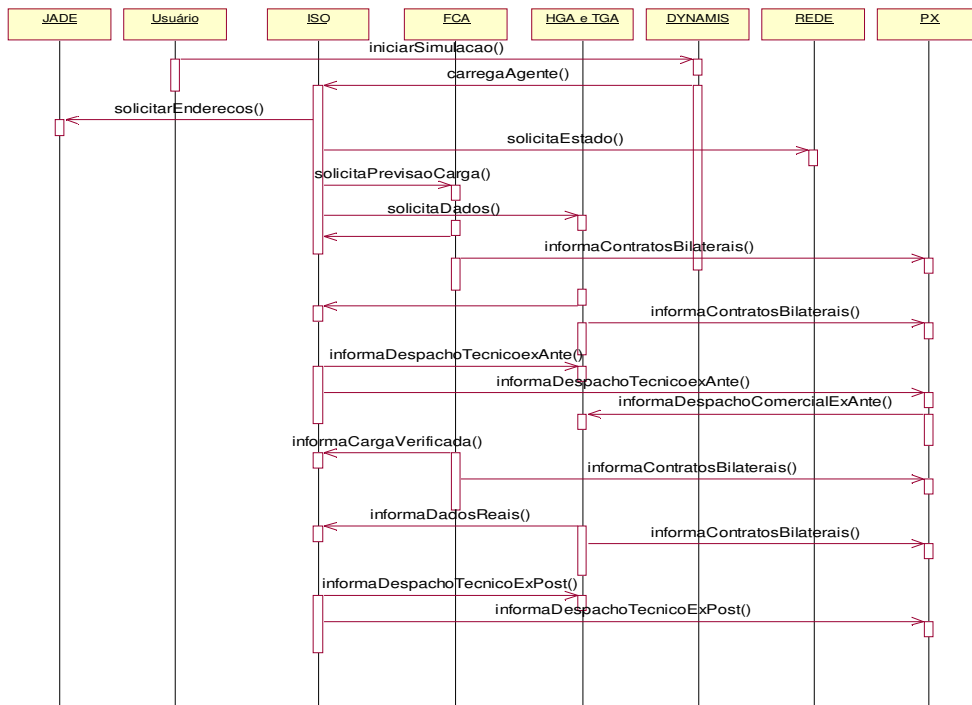 JADE
Usuário
ISO
FCA
HGA e TGA
DYNAMIS
REDE
PX
iniciarSimulacao()
carregaAgente()
solicitarEnderecos()
solicitaEstado()
solicitaPrevisaoCarga()
solicitaDados()
informaContratosBilaterais()
informaContratosBilaterais()
informaDespachoTecnicoexAnte()
informaDespachoTecnicoexAnte()
informaDespachoComercialExAnte()
informaCargaVerificada()
informaContratosBilaterais()
informaDadosReais()
informaContratosBilaterais()
informaDespachoTecnicoExPost()
informaDespachoTecnicoExPost()